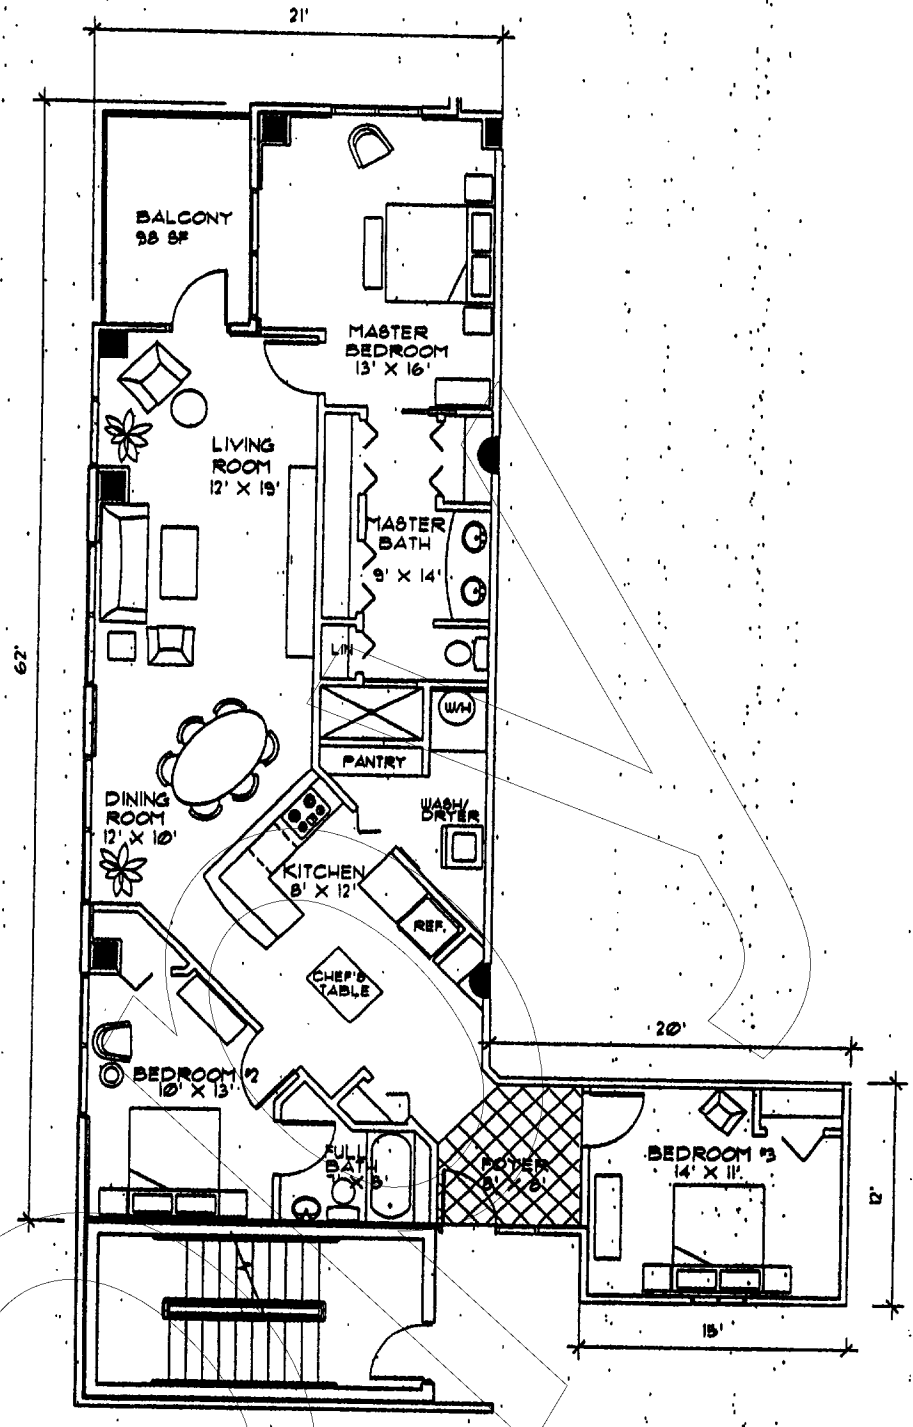 21'
BALCONY
98 SF
MASTER
BEDROOM
13' X 16'
LIVING
ROOM
12' X 19'
MASTER
BATH
9' X 14'
62'
LIN
W/H
PANTRY
DINING
ROOM
12' X 10'
WASH/
DRYER
KITCHEN
8' X 12'
REF.
CHEF'S
TABLE
20'
BEDROOM #2
10' X 13'
FULL
BATH
FOYER
8' X 8'
BEDROOM #3
14' X 11'
12'